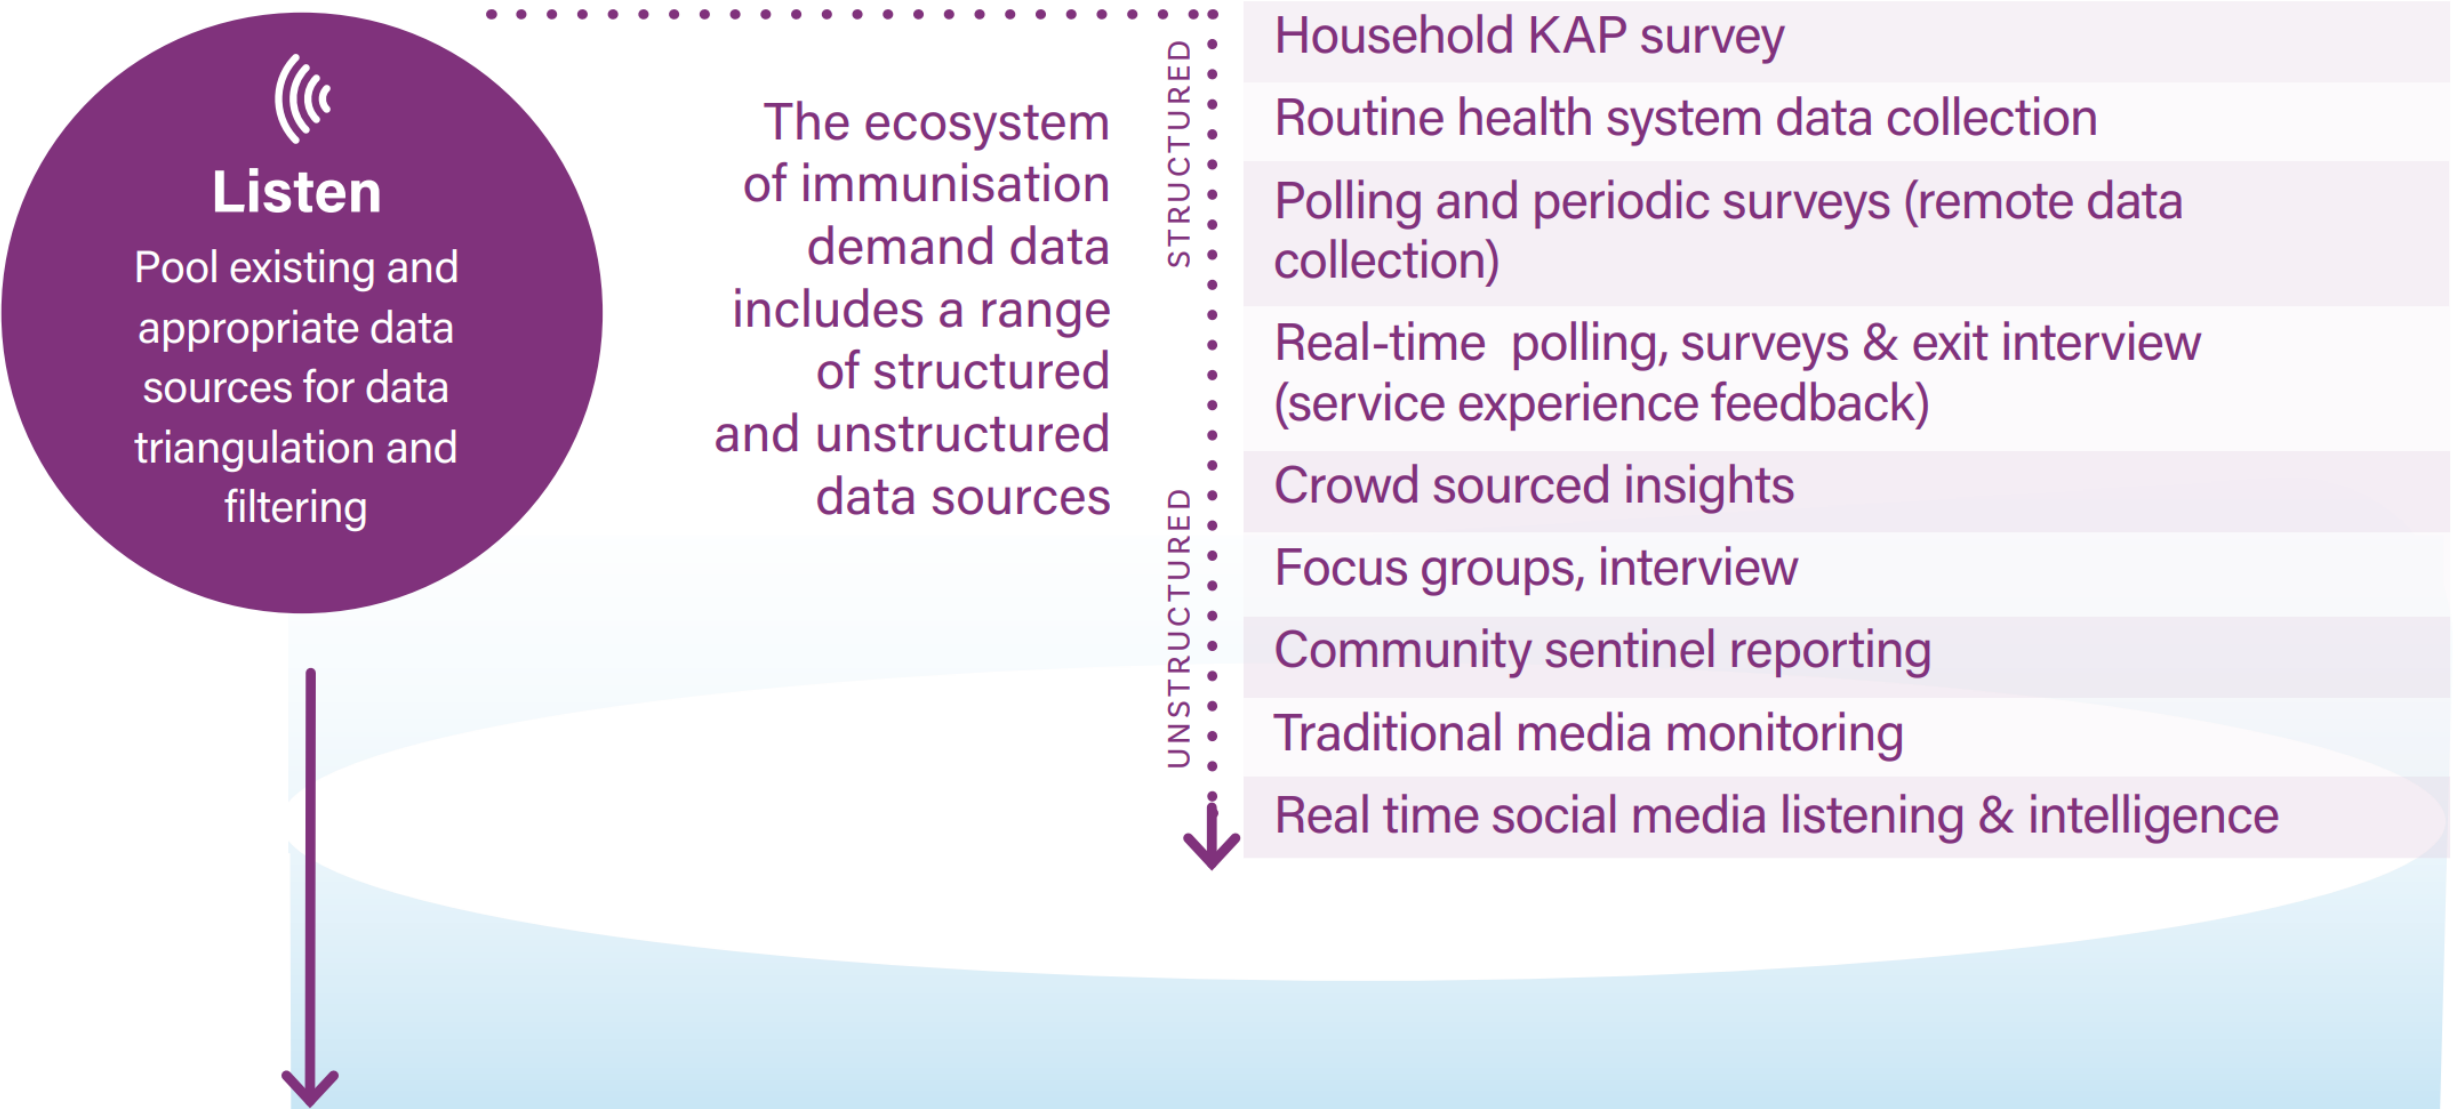 Listen
Pool existing and
appropriate data
sources for data
triangulation and
filtering
The ecosystem
of immunisation
demand data
includes a range
of structured
and unstructured
data sources
STRUCTURED
UNSTRUCTURED
Household KAP survey
Routine health system data collection
Polling and periodic surveys (remote data
collection)
Real-time polling, surveys & exit interview
(service experience feedback)
Crowd sourced insights
Focus groups, interview
Community sentinel reporting
Traditional media monitoring
Real time social media listening & intelligence